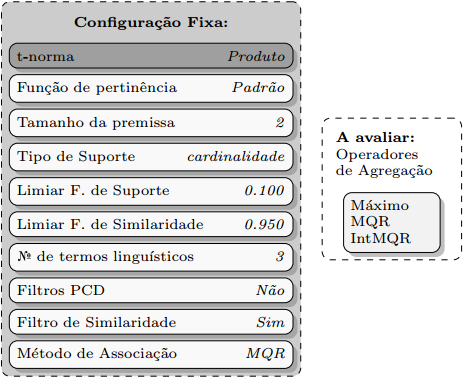 Configuração Fixa:
t-norma Produto
Função de pertinência Padrão
Tamanho da premissa 2
Tipo de Suporte cardinalidade
Limiar F. de Suporte 0.100
Limiar F. de Similaridade 0.950
№ de termos linguísticos 3
Filtros PCD Não
Filtro de Similaridade Sim
Método de Associação MQR
A avaliar:
Operadores
de Agregação
Máximo
MQR
IntMQR